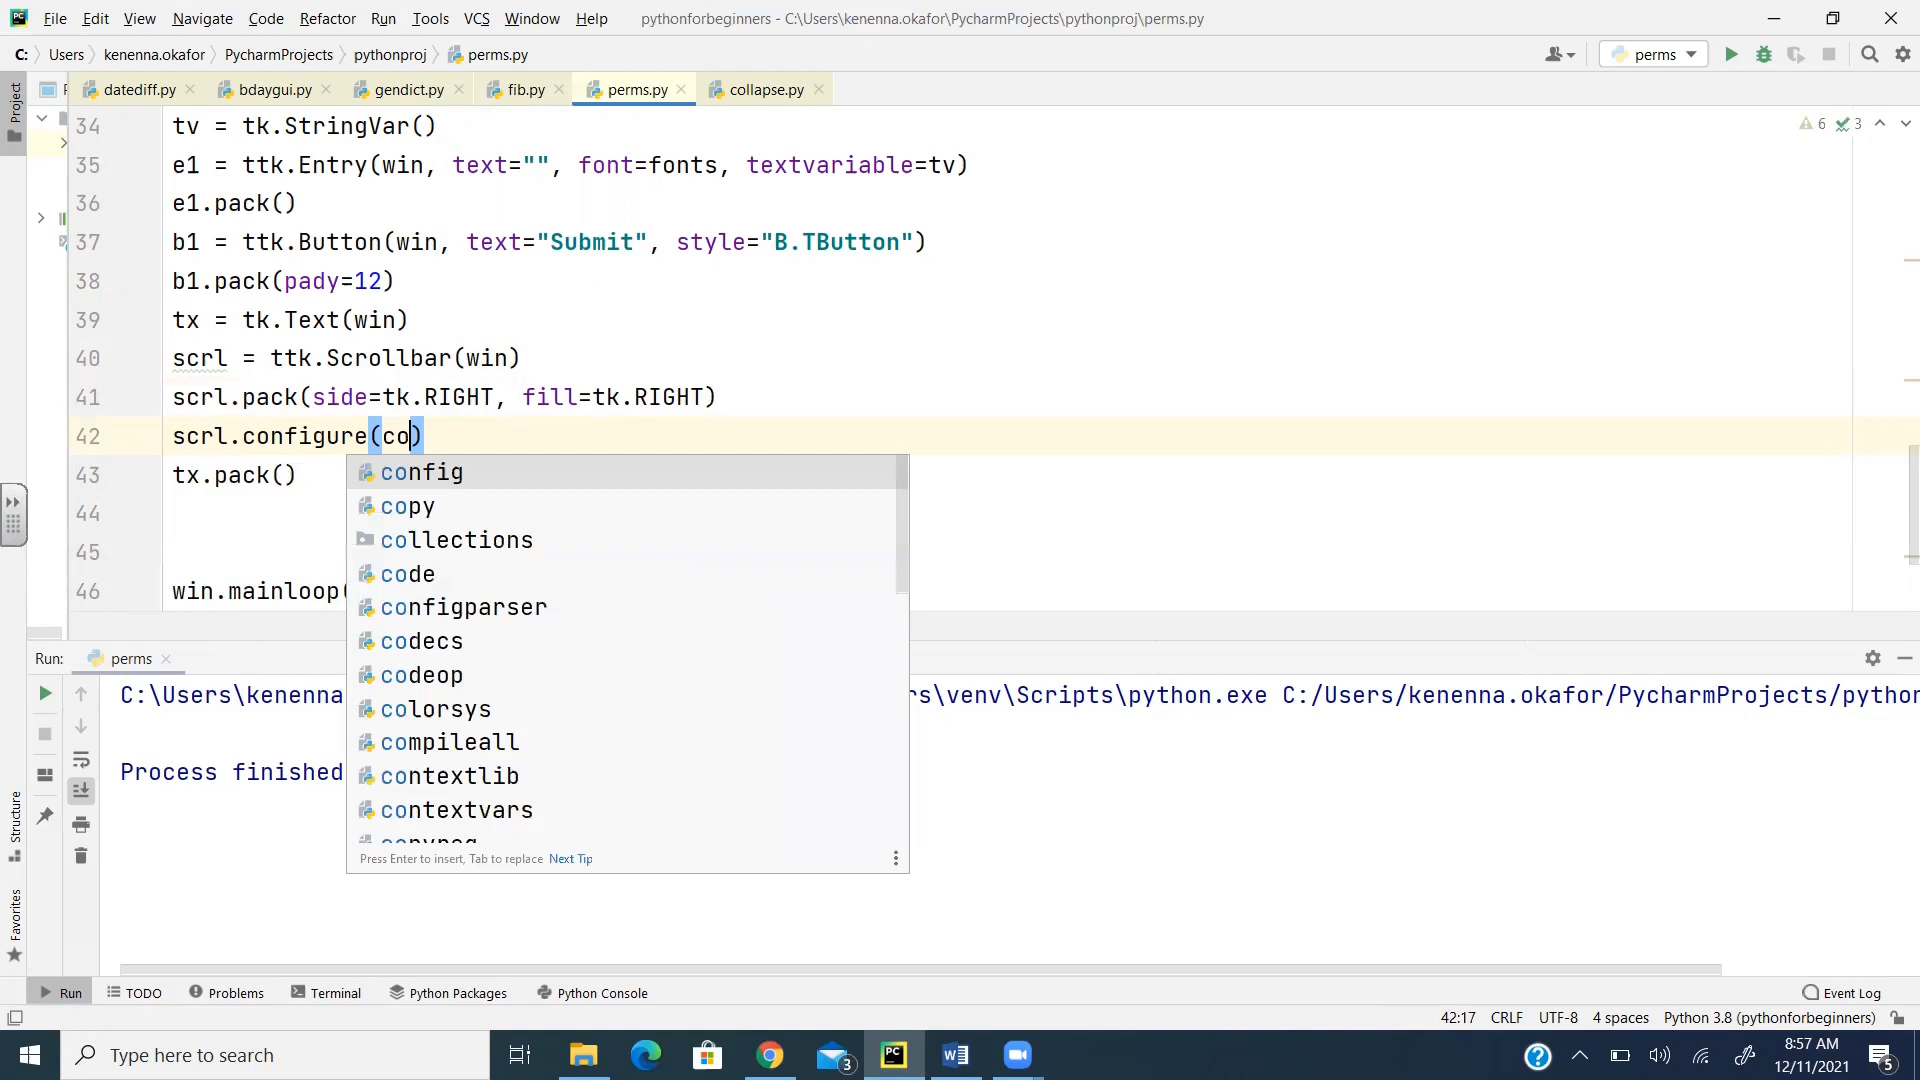 File Edit View Navigate Code Refactor Run Tools VCS Window Help pythonforbeginners - C:\Users\kenenna.okafor\PycharmProjects\pythonproj\perms.py
C: Users kenenna.okafor PycharmProjects pythonproj perms.py perms
Project datediff.py bdaygui.py gendict.py fib.py perms.py collapse.py
34 tv = tk.StringVar() 6 3
35 e1 = ttk.Entry(win, text="", font=fonts, textvariable=tv)
36 e1.pack()
37 b1 = ttk.Button(win, text="Submit", style="B.TButton")
38 b1.pack(pady=12)
39 tx = tk.Text(win)
40 scrl = ttk.Scrollbar(win)
41 scrl.pack(side=tk.RIGHT, fill=tk.RIGHT)
42 scrl.configure(co)
43 tx.pack()
44
45
46 win.mainloop(
config
copy
collections
code
configparser
codecs
codeop
colorsys
compileall
contextlib
contextvars
Press Enter to insert, Tab to replace Next Tip
Run: perms
C:\Users\kenenna rs\venv\Scripts\python.exe C:/Users/kenenna.okafor/PycharmProjects/python
Process finished
Structure
Favorites
Run TODO Problems Terminal Python Packages Python Console Event Log
42:17 CRLF UTF-8 4 spaces Python 3.8 (pythonforbeginners)
Type here to search 3 8:57 AM
12/11/2021 5